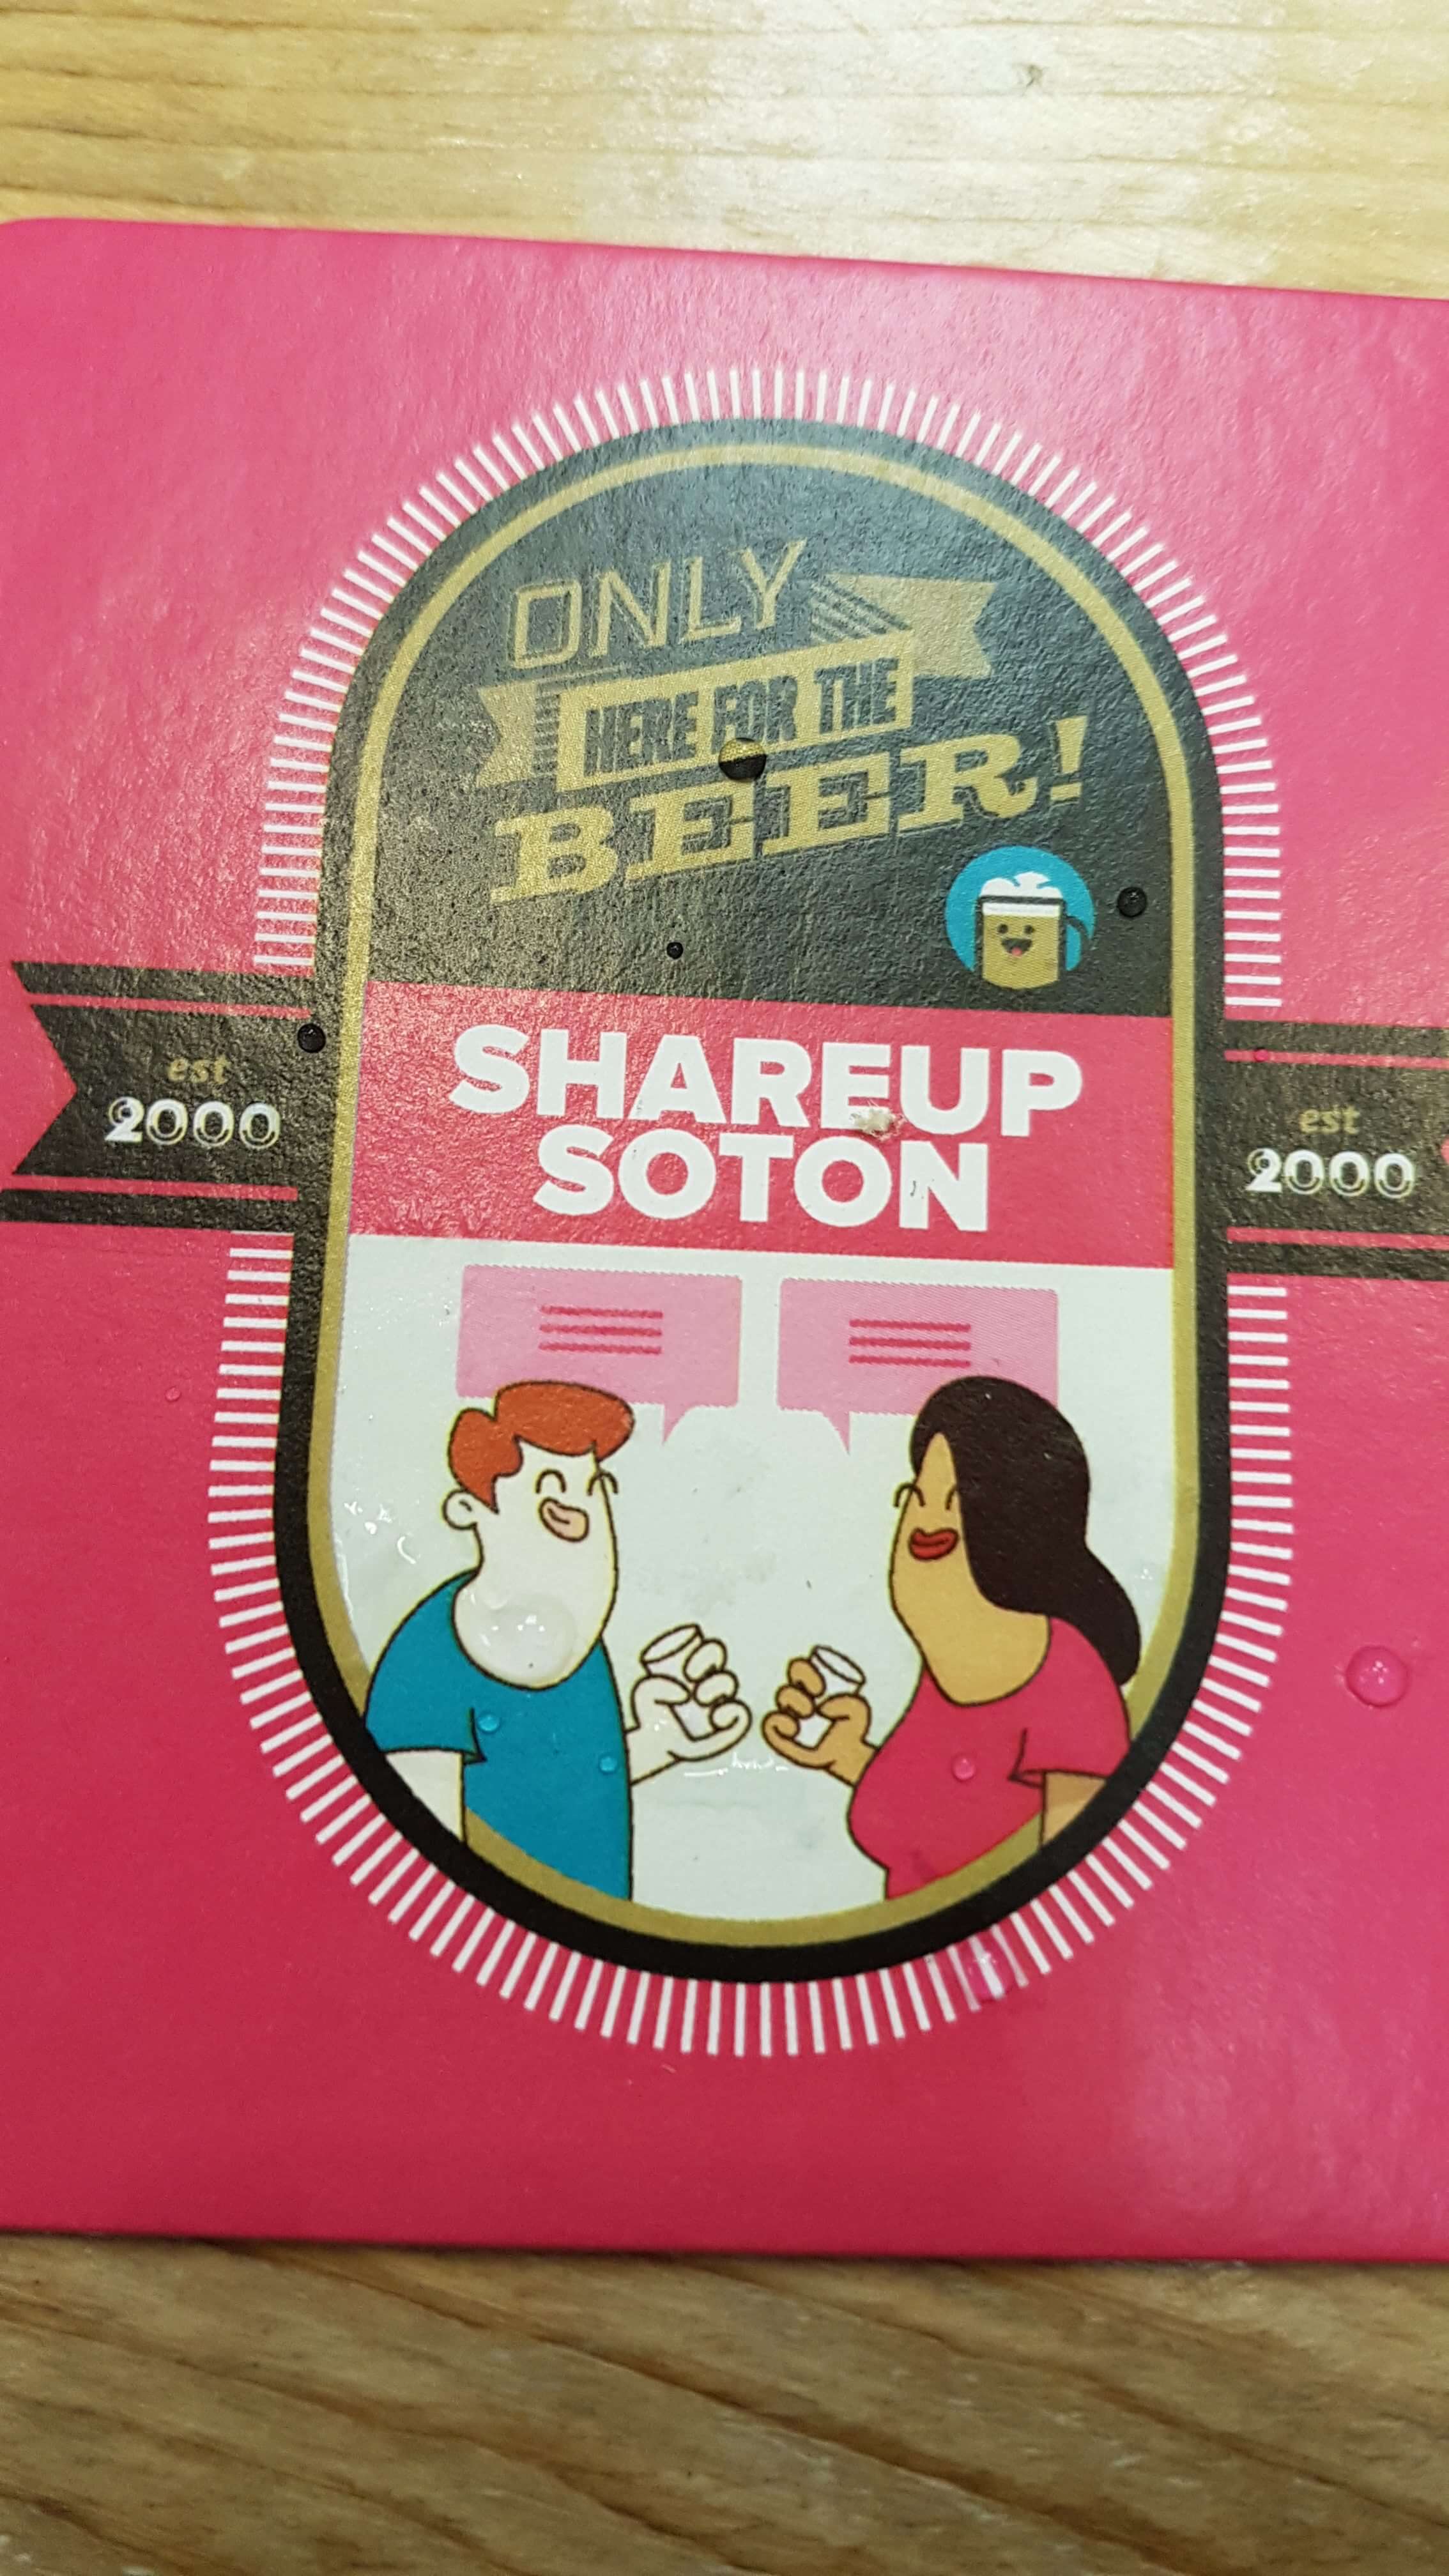 ONLY
HERE FOR THE
BEER!
SHAREUP
SOTON
est
2000
est
2000